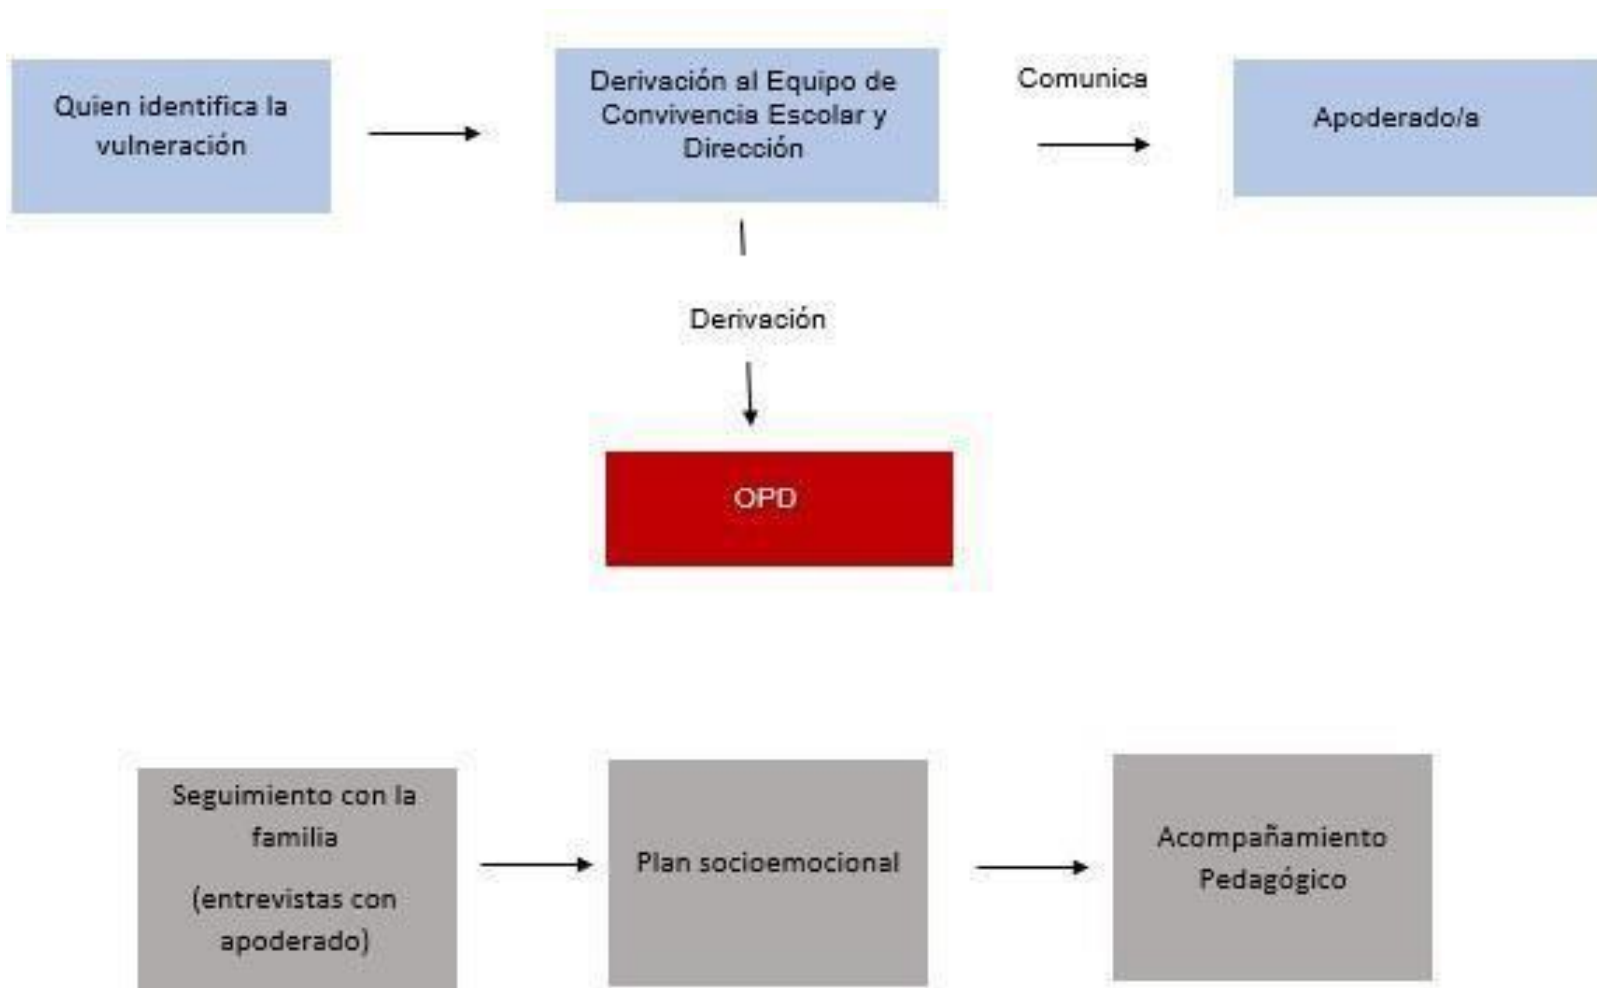 Quien identifica la
vulneración
Derivación al Equipo de
Convivencia Escolar y
Dirección
Comunica
Apoderado/a
Derivación
OPD
Seguimiento con la
familia
(entrevistas con
apoderado)
Plan socioemocional
Acompañamiento
Pedagógico